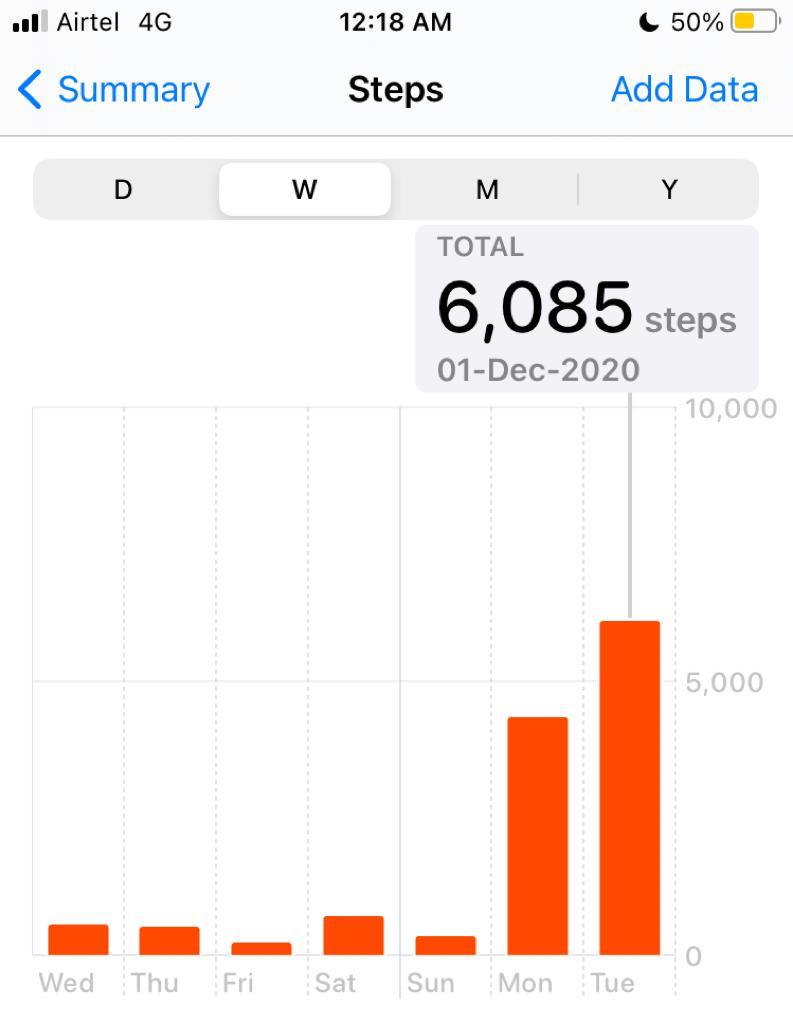 Airtel 4G 12:18 AM 50%
Summary Steps Add Data
D W M Y
TOTAL
6,085 steps
01-Dec-2020
10,000
5,000
0
Wed Thu Fri Sat Sun Mon Tue